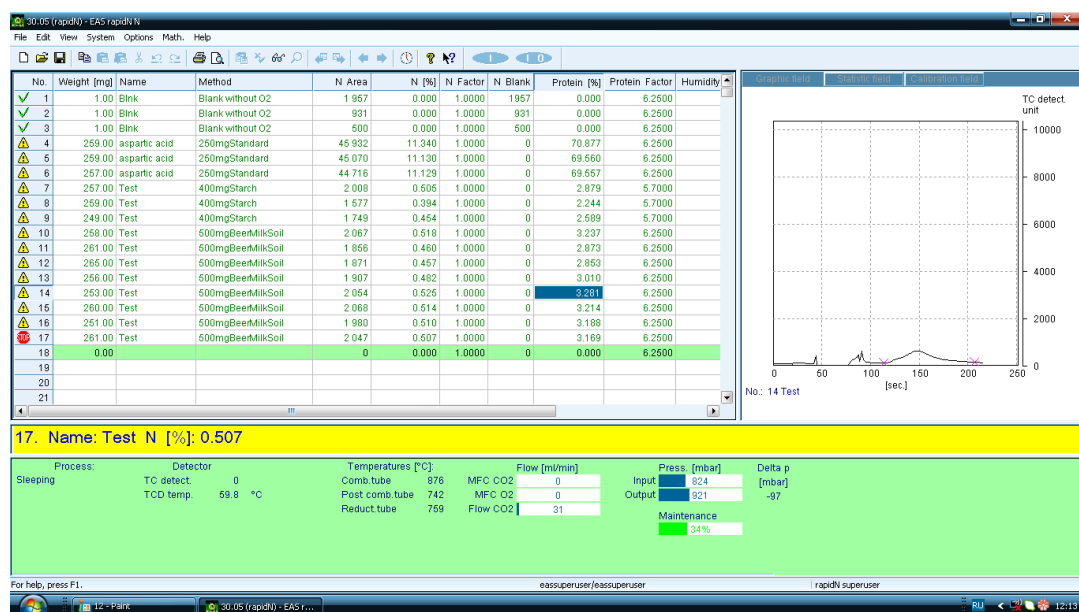 30.05 (rapidN) - EAS rapidN N
File Edit View System Options Math. Help
No. Weight [mg] Name Method N Area N [%] N Factor N Blank Protein [%] Protein Factor Humidity
1 1.00 Blnk Blank without O2 1 957 0.000 1.0000 1957 0.000 6.2500
2 1.00 Blnk Blank without O2 931 0.000 1.0000 931 0.000 6.2500
3 1.00 Blnk Blank without O2 500 0.000 1.0000 500 0.000 6.2500
4 259.00 aspartic acid 250mgStandard 45 932 11.340 1.0000 0 70.877 6.2500
5 259.00 aspartic acid 250mgStandard 45 070 11.130 1.0000 0 69.560 6.2500
6 257.00 aspartic acid 250mgStandard 44 716 11.129 1.0000 0 69.557 6.2500
7 257.00 Test 400mgStarch 2 008 0.505 1.0000 0 2.879 5.7000
8 259.00 Test 400mgStarch 1 577 0.394 1.0000 0 2.244 5.7000
9 249.00 Test 400mgStarch 1 749 0.454 1.0000 0 2.589 5.7000
10 258.00 Test 500mgBeerMilkSoil 2 067 0.518 1.0000 0 3.237 6.2500
11 261.00 Test 500mgBeerMilkSoil 1 856 0.460 1.0000 0 2.873 6.2500
12 265.00 Test 500mgBeerMilkSoil 1 871 0.457 1.0000 0 2.853 6.2500
13 256.00 Test 500mgBeerMilkSoil 1 907 0.482 1.0000 0 3.010 6.2500
14 253.00 Test 500mgBeerMilkSoil 2 054 0.525 1.0000 0 3.281 6.2500
15 260.00 Test 500mgBeerMilkSoil 2 068 0.514 1.0000 0 3.214 6.2500
16 251.00 Test 500mgBeerMilkSoil 1 980 0.510 1.0000 0 3.188 6.2500
STOP 17 261.00 Test 500mgBeerMilkSoil 2 047 0.507 1.0000 0 3.169 6.2500
18 0.00 0 0.000 1.0000 0 0.000 6.2500
19
20
21
Graphic field Statistic field Calibration field
TC detect.
unit
10000
8000
6000
4000
2000
0
0 50 100 150 200 250
[sec.]
No.: 14 Test
17. Name: Test N [%]: 0.507
Process: Detector Temperatures [°C]: Flow [ml/min] Press. [mbar] Delta p
Sleeping TC detect. 0 Comb.tube 876 MFC CO2 0 Input 824 [mbar]
TCD temp. 59.8 °C Post comb.tube 742 MFC O2 0 Output 921 -97
Reduct.tube 759 Flow CO2 31
Maintenance
34%
For help, press F1. eassuperuser/eassuperuser rapidN superuser
12 - Paint 30.05 (rapidN) - EAS r... RU 12:13